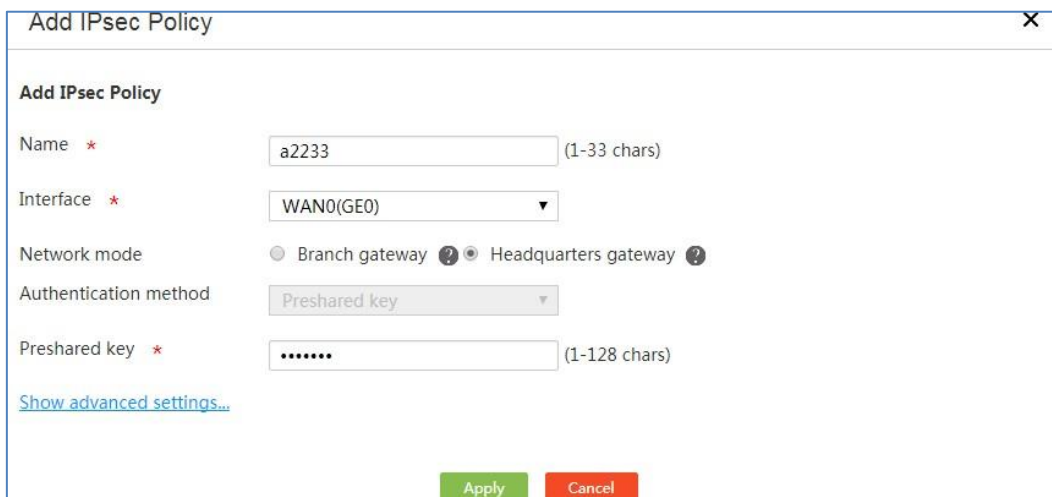 Add IPsec Policy ×
Add IPsec Policy
Name * a2233 (1-33 chars)
Interface * WAN0(GE0) ▼
Network mode Branch gateway ? Headquarters gateway ?
Authentication method Preshared key ▼
Preshared key * ••••••• (1-128 chars)
Show advanced settings...
Apply Cancel